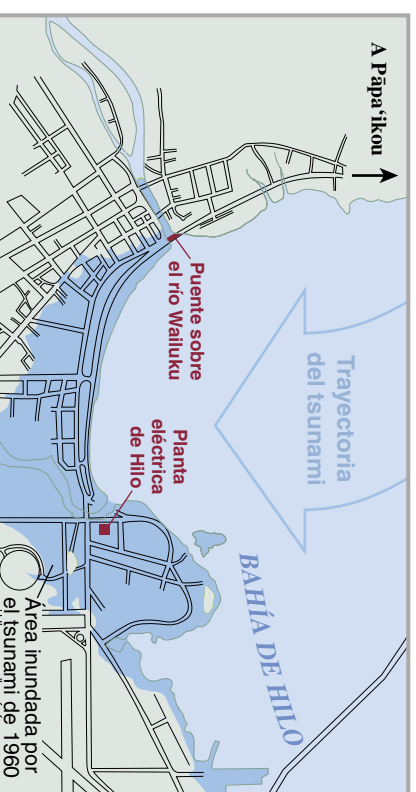 A Pāpa‘ikou
Puente sobre
el río Wailuku
Trayectoria
del tsunami
Planta
eléctrica
de Hilo
BAHÍA DE HILO
Área inundada por
el tsunami de 1960